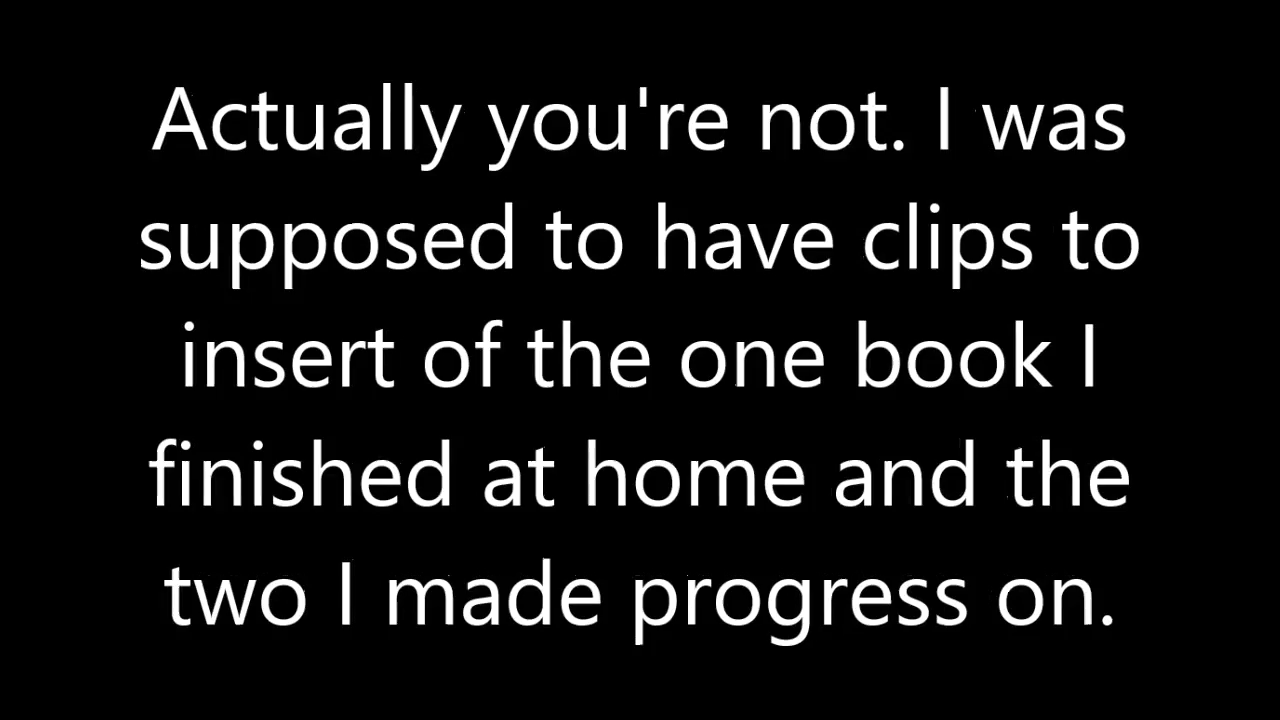 Actually you're not. I was
supposed to have clips to
insert of the one book I
finished at home and the
two I made progress on.